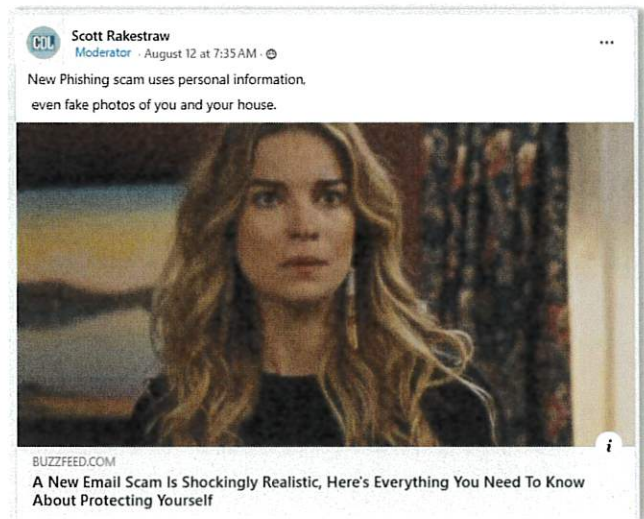 CDL
Scott Rakestraw
Moderator · August 12 at 7:35 AM ·
New Phishing scam uses personal information,
even fake photos of you and your house.
i
BUZZFEED.COM
A New Email Scam Is Shockingly Realistic, Here's Everything You Need To Know
About Protecting Yourself